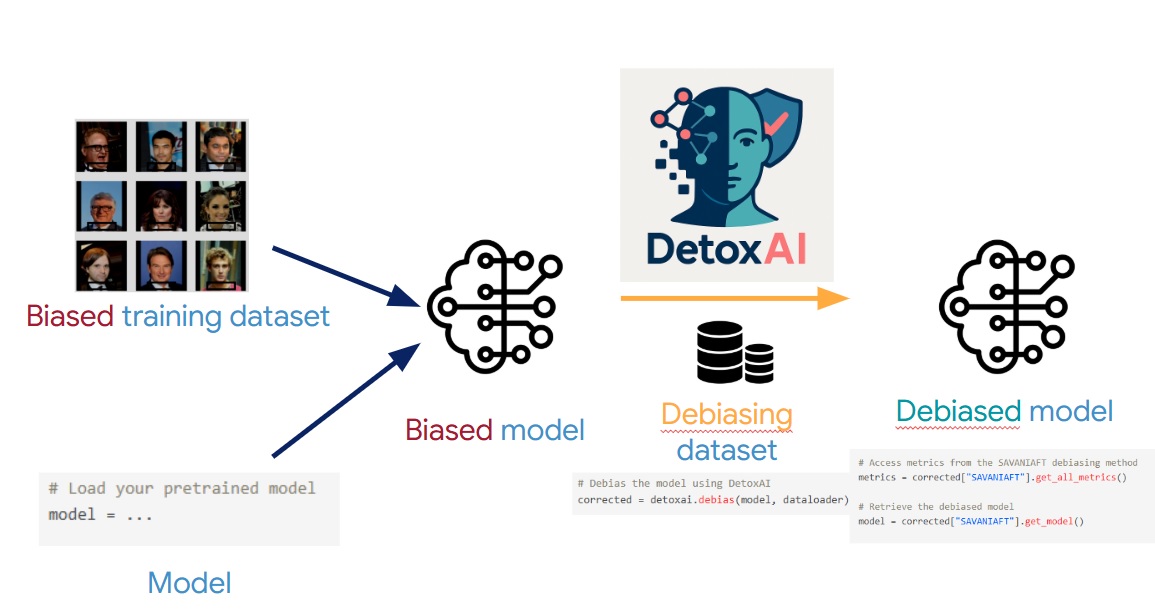 DetoxAI
Biased training dataset
Biased model
Debiasing
dataset
Debiased model
# Load your pretrained model
model = ...
Model
# Debias the model using DetoxAI
corrected = detoxai.debias(model, dataloader)
# Access metrics from the SAVANIAFT debiasing method
metrics = corrected["SAVANIAFT"].get_all_metrics()
# Retrieve the debiased model
model = corrected["SAVANIAFT"].get_model()